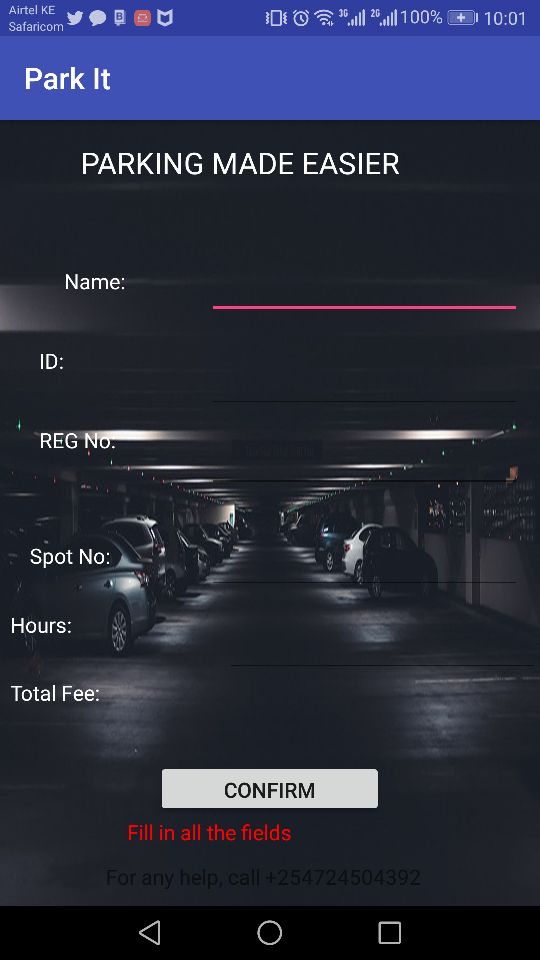 Airtel KE
Safaricom
3G
2G
100%
10:01
Park It
PARKING MADE EASIER
Name:
ID:
REG No:
Spot No:
Hours:
Total Fee:
CONFIRM
Fill in all the fields
For any help, call +254724504392